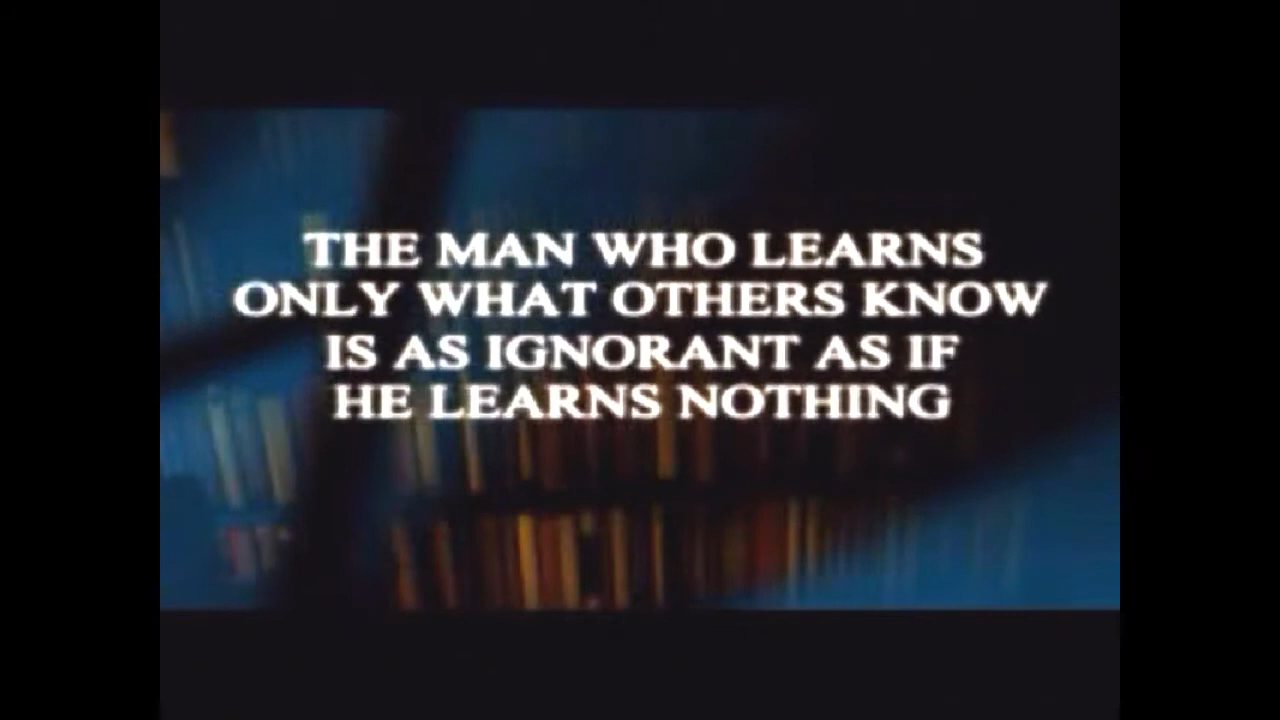 THE MAN WHO LEARNS
ONLY WHAT OTHERS KNOW
IS AS IGNORANT AS IF
HE LEARNS NOTHING